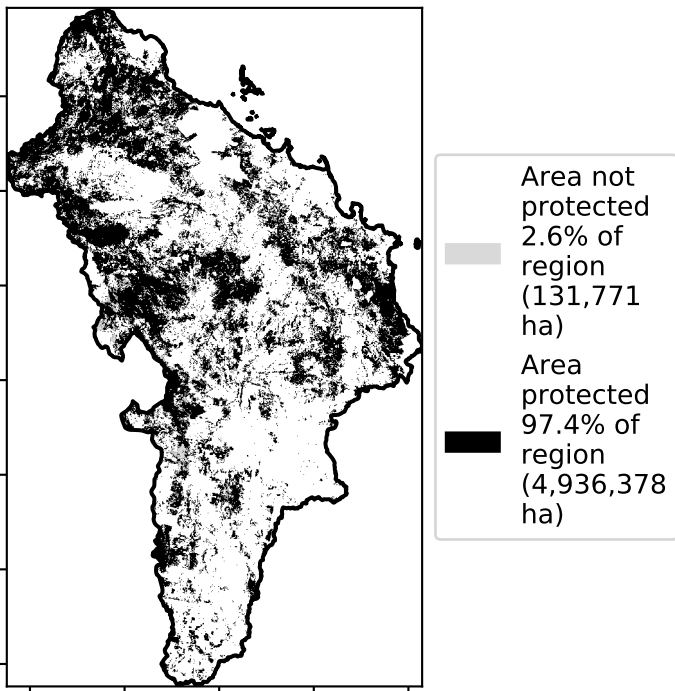 Area not
protected
2.6% of
region
(131,771
ha)
Area
protected
97.4% of
region
(4,936,378
ha)